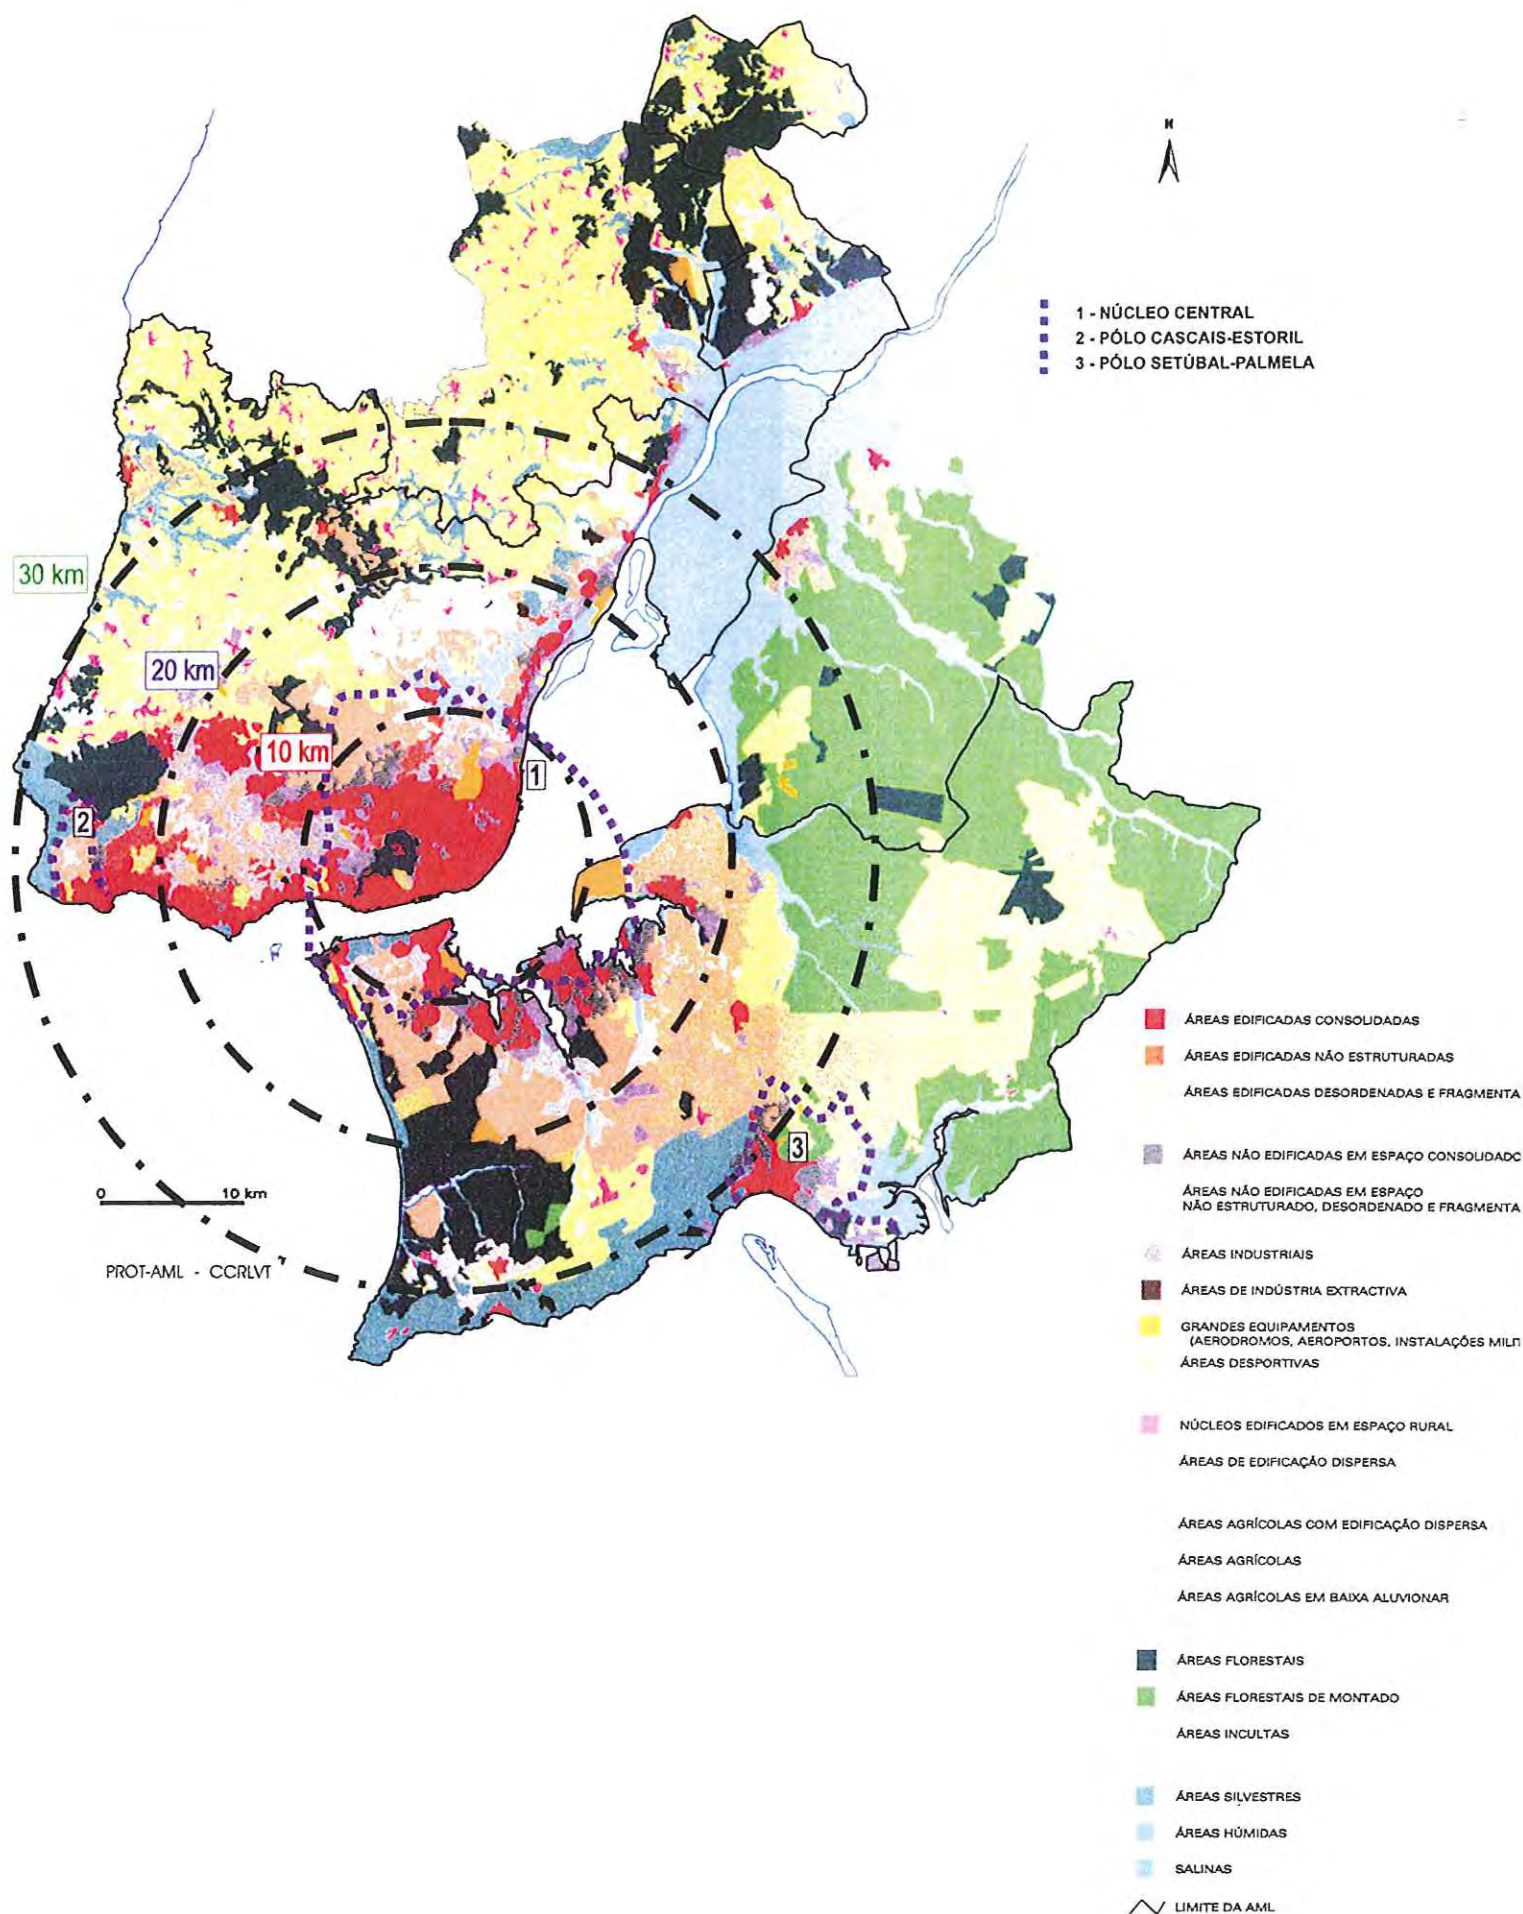 N
1 - NÚCLEO CENTRAL
2 - PÓLO CASCAIS-ESTORIL
3 - PÓLO SETÚBAL-PALMELA
30 km
20 km
10 km
1
2
3
0 10 km
PROT-AML - CCRLVT
ÁREAS EDIFICADAS CONSOLIDADAS
ÁREAS EDIFICADAS NÃO ESTRUTURADAS
ÁREAS EDIFICADAS DESORDENADAS E FRAGMENTA
ÁREAS NÃO EDIFICADAS EM ESPAÇO CONSOLIDADO
ÁREAS NÃO EDIFICADAS EM ESPAÇO
NÃO ESTRUTURADO, DESORDENADO E FRAGMENTA
ÁREAS INDUSTRIAIS
ÁREAS DE INDÚSTRIA EXTRACTIVA
GRANDES EQUIPAMENTOS
(AERODROMOS, AEROPORTOS, INSTALAÇÕES MILIT
ÁREAS DESPORTIVAS
NÚCLEOS EDIFICADOS EM ESPAÇO RURAL
ÁREAS DE EDIFICAÇÃO DISPERSA
ÁREAS AGRÍCOLAS COM EDIFICAÇÃO DISPERSA
ÁREAS AGRÍCOLAS
ÁREAS AGRÍCOLAS EM BAIXA ALUVIONAR
ÁREAS FLORESTAIS
ÁREAS FLORESTAIS DE MONTADO
ÁREAS INCULTAS
ÁREAS SILVESTRES
ÁREAS HÚMIDAS
SALINAS
LIMITE DA AML